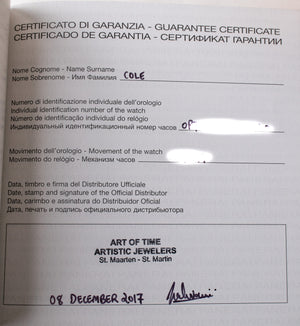 CERTIFICATO DI GARANZIA - GUARANTEE CERTIFICATE
CERTIFICADO DE GARANTIA - СЕРТИФИКАТ ГАРАНТИИ
Nome Cognome - Name Surname
Nome Sobrenome - Имя Фамилия COLE
Numero di identificazione individuale dell'orologio
Individual identification number of the watch
Número de identificação individual do relógio
Индивидуальный идентификационный номер часов OP
Movimento dell'orologio - Movement of the watch
Movimento do relógio - Механизм часов
Data, timbro e firma del Distributore Ufficiale
Date, stamp and signature of the Official Distributor
Data, carimbo e assinatura do Distribuidor Oficial
Дата, печать и подпись официального дистрибьютора
ART OF TIME
ARTISTIC JEWELERS
St. Maarten - St. Martin
08 DECEMBER 2017